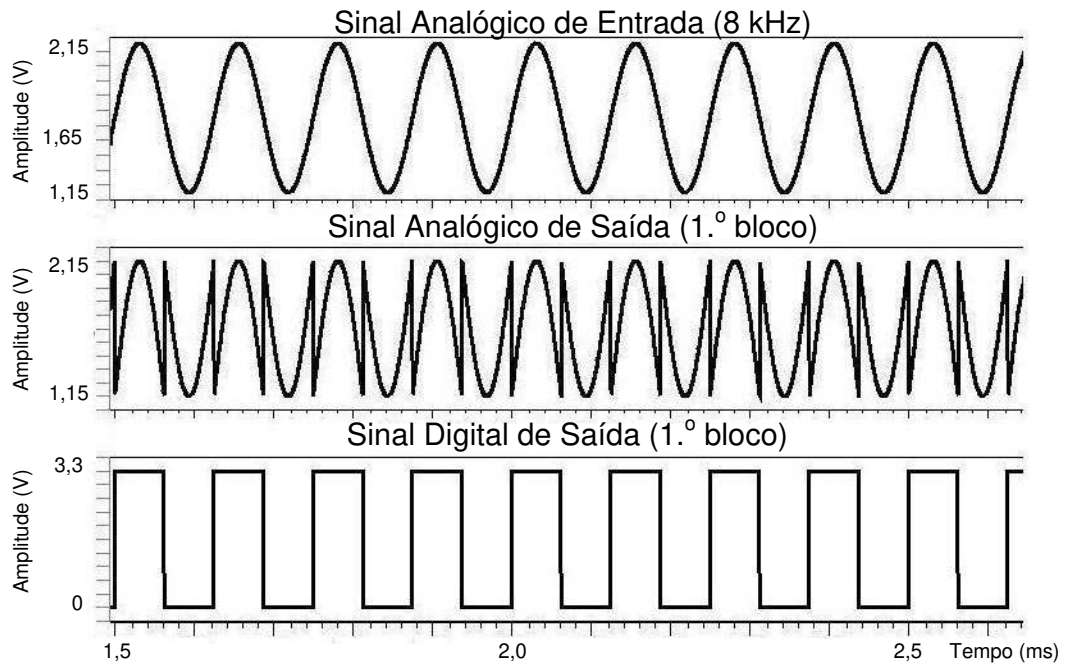 Sinal Analógico de Entrada (8 kHz)
2,15
1,65
1,15
Amplitude (V)
Sinal Analógico de Saída (1.º bloco)
2,15
1,15
Amplitude (V)
Sinal Digital de Saída (1.º bloco)
3,3
0
Amplitude (V)
1,5 2,0 2,5 Tempo (ms)